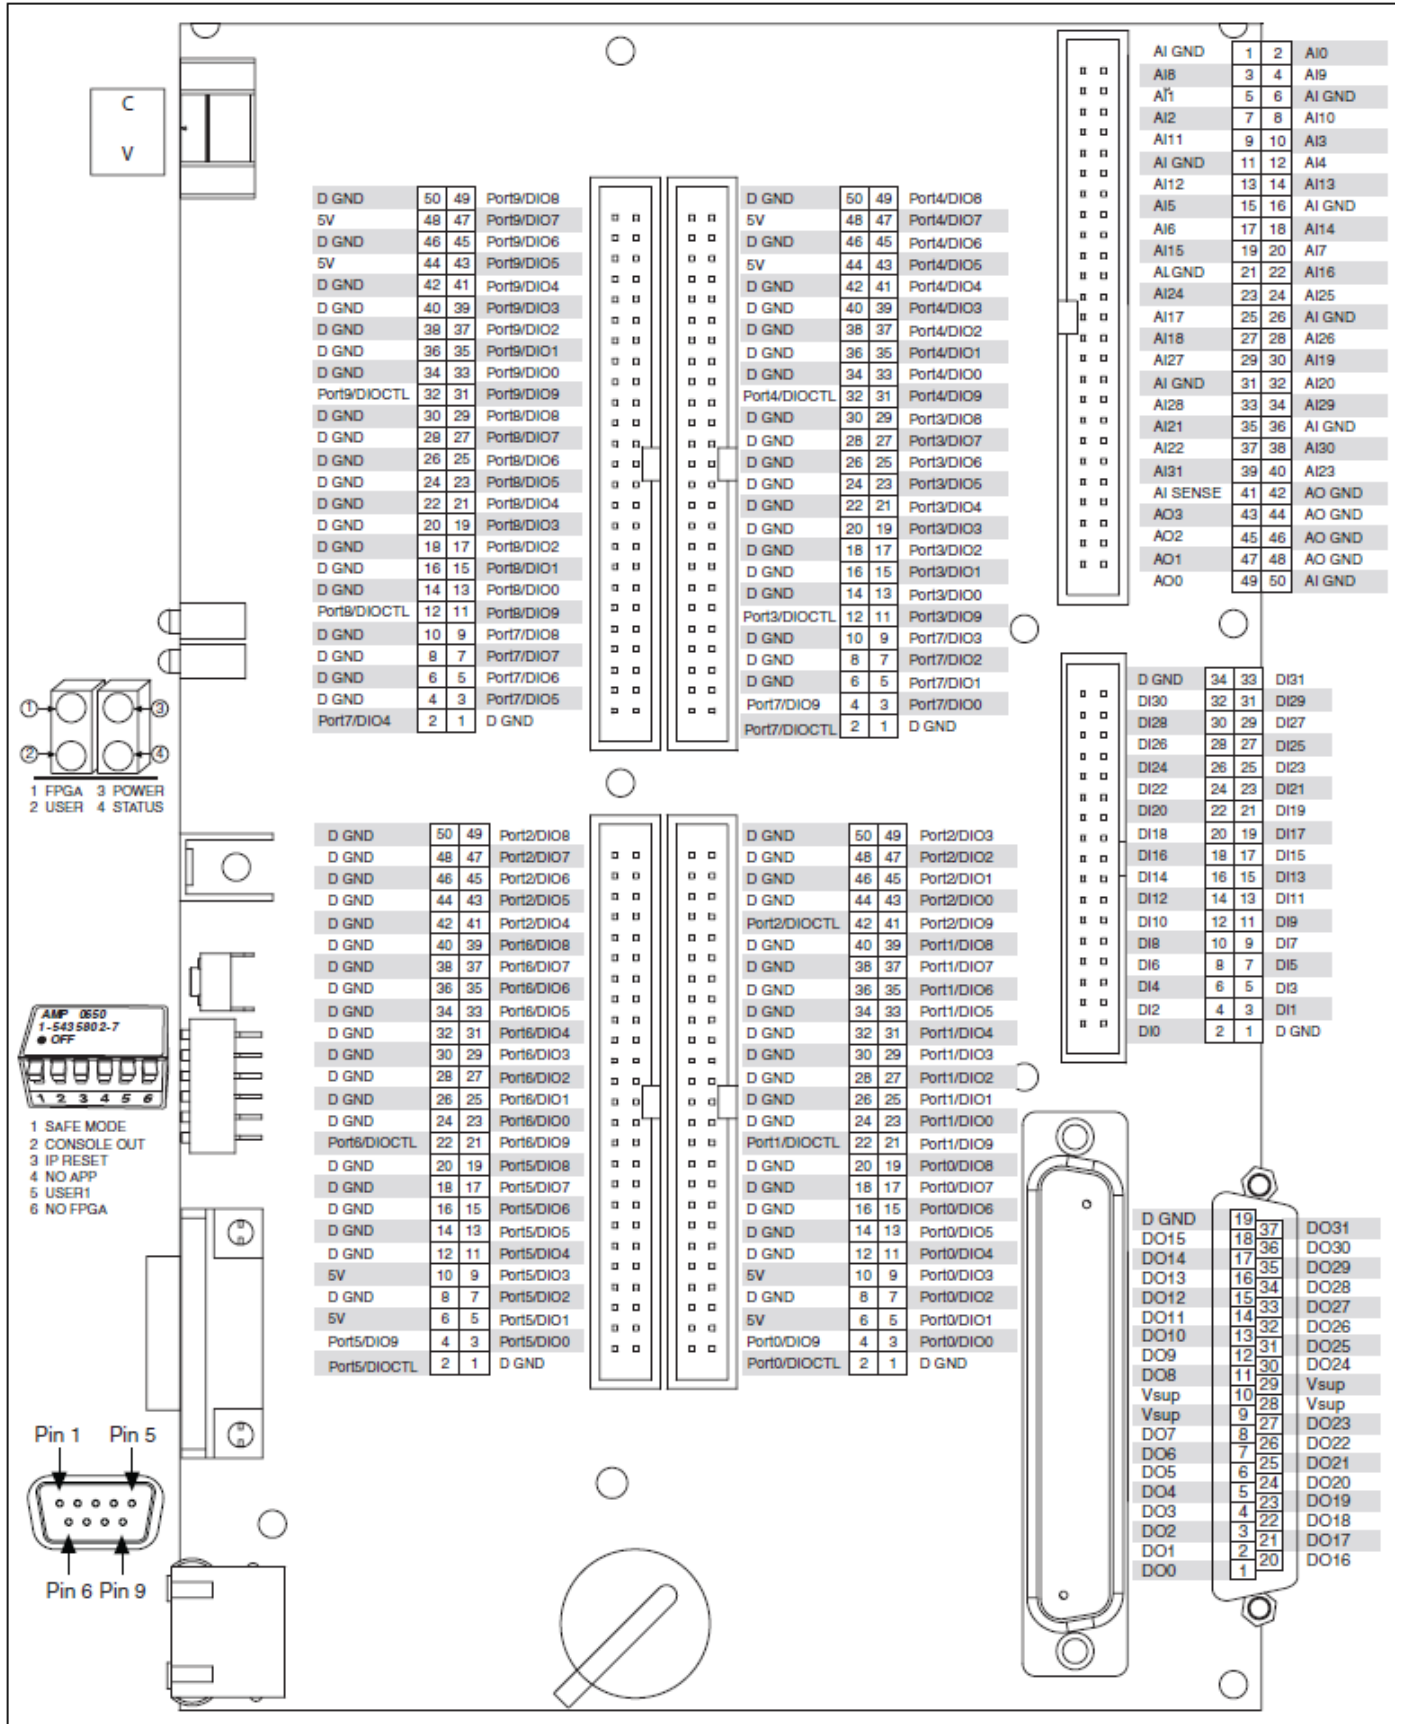 C
V
D GND 50 49 Port9/DIO8
5V 48 47 Port9/DIO7
D GND 46 45 Port9/DIO6
5V 44 43 Port9/DIO5
D GND 42 41 Port9/DIO4
D GND 40 39 Port9/DIO3
D GND 38 37 Port9/DIO2
D GND 36 35 Port9/DIO1
D GND 34 33 Port9/DIO0
Port9/DIOCTL 32 31 Port9/DIO9
D GND 30 29 Port8/DIO8
D GND 28 27 Port8/DIO7
D GND 26 25 Port8/DIO6
D GND 24 23 Port8/DIO5
D GND 22 21 Port8/DIO4
D GND 20 19 Port8/DIO3
D GND 18 17 Port8/DIO2
D GND 16 15 Port8/DIO1
D GND 14 13 Port8/DIO0
Port8/DIOCTL 12 11 Port8/DIO9
D GND 10 9 Port7/DIO8
D GND 8 7 Port7/DIO7
D GND 6 5 Port7/DIO6
D GND 4 3 Port7/DIO5
Port7/DIO4 2 1 D GND
D GND 50 49 Port4/DIO8
5V 48 47 Port4/DIO7
D GND 46 45 Port4/DIO6
5V 44 43 Port4/DIO5
D GND 42 41 Port4/DIO4
D GND 40 39 Port4/DIO3
D GND 38 37 Port4/DIO2
D GND 36 35 Port4/DIO1
D GND 34 33 Port4/DIO0
Port4/DIOCTL 32 31 Port4/DIO9
D GND 30 29 Port3/DIO8
D GND 28 27 Port3/DIO7
D GND 26 25 Port3/DIO6
D GND 24 23 Port3/DIO5
D GND 22 21 Port3/DIO4
D GND 20 19 Port3/DIO3
D GND 18 17 Port3/DIO2
D GND 16 15 Port3/DIO1
D GND 14 13 Port3/DIO0
Port3/DIOCTL 12 11 Port3/DIO9
D GND 10 9 Port7/DIO3
D GND 8 7 Port7/DIO2
D GND 6 5 Port7/DIO1
Port7/DIO9 4 3 Port7/DIO0
Port7/DIOCTL 2 1 D GND
AI GND 1 2 AI0
AI8 3 4 AI9
AI1 5 6 AI GND
AI2 7 8 AI10
AI11 9 10 AI3
AI GND 11 12 AI4
AI12 13 14 AI13
AI5 15 16 AI GND
AI6 17 18 AI14
AI15 19 20 AI7
AI GND 21 22 AI16
AI24 23 24 AI25
AI17 25 26 AI GND
AI18 27 28 AI26
AI27 29 30 AI19
AI GND 31 32 AI20
AI28 33 34 AI29
AI21 35 36 AI GND
AI22 37 38 AI30
AI31 39 40 AI23
AI SENSE 41 42 AO GND
AO3 43 44 AO GND
AO2 45 46 AO GND
AO1 47 48 AO GND
AO0 49 50 AI GND
1 3
2 4
1 FPGA 3 POWER
2 USER 4 STATUS
D GND 34 33 DI31
DI30 32 31 DI29
DI28 30 29 DI27
DI26 28 27 DI25
DI24 26 25 DI23
DI22 24 23 DI21
DI20 22 21 DI19
DI18 20 19 DI17
DI16 18 17 DI15
DI14 16 15 DI13
DI12 14 13 DI11
DI10 12 11 DI9
DI8 10 9 DI7
DI6 8 7 DI5
DI4 6 5 DI3
DI2 4 3 DI1
DI0 2 1 D GND
D GND 50 49 Port2/DIO8
D GND 48 47 Port2/DIO7
D GND 46 45 Port2/DIO6
D GND 44 43 Port2/DIO5
D GND 42 41 Port2/DIO4
D GND 40 39 Port6/DIO8
D GND 38 37 Port6/DIO7
D GND 36 35 Port6/DIO6
D GND 34 33 Port6/DIO5
D GND 32 31 Port6/DIO4
D GND 30 29 Port6/DIO3
D GND 28 27 Port6/DIO2
D GND 26 25 Port6/DIO1
D GND 24 23 Port6/DIO0
Port6/DIOCTL 22 21 Port6/DIO9
D GND 20 19 Port5/DIO8
D GND 18 17 Port5/DIO7
D GND 16 15 Port5/DIO6
D GND 14 13 Port5/DIO5
D GND 12 11 Port5/DIO4
5V 10 9 Port5/DIO3
D GND 8 7 Port5/DIO2
5V 6 5 Port5/DIO1
Port5/DIO9 4 3 Port5/DIO0
Port5/DIOCTL 2 1 D GND
D GND 50 49 Port2/DIO3
D GND 48 47 Port2/DIO2
D GND 46 45 Port2/DIO1
D GND 44 43 Port2/DIO0
Port2/DIOCTL 42 41 Port2/DIO9
D GND 40 39 Port1/DIO8
D GND 38 37 Port1/DIO7
D GND 36 35 Port1/DIO6
D GND 34 33 Port1/DIO5
D GND 32 31 Port1/DIO4
D GND 30 29 Port1/DIO3
D GND 28 27 Port1/DIO2
D GND 26 25 Port1/DIO1
D GND 24 23 Port1/DIO0
Port1/DIOCTL 22 21 Port1/DIO9
D GND 20 19 Port0/DIO8
D GND 18 17 Port0/DIO7
D GND 16 15 Port0/DIO6
D GND 14 13 Port0/DIO5
D GND 12 11 Port0/DIO4
5V 10 9 Port0/DIO3
D GND 8 7 Port0/DIO2
5V 6 5 Port0/DIO1
Port0/DIO9 4 3 Port0/DIO0
Port0/DIOCTL 2 1 D GND
AMP 0650
1-5435802-7
OFF
1 2 3 4 5 6
1 SAFE MODE
2 CONSOLE OUT
3 IP RESET
4 NO APP
5 USER1
6 NO FPGA
D GND 19
37 DO31
DO15 18
36 DO30
DO14 17
35 DO29
DO13 16
34 DO28
DO12 15
33 DO27
DO11 14
32 DO26
DO10 13
31 DO25
DO9 12
30 DO24
DO8 11
29 Vsup
Vsup 10
28 Vsup
Vsup 9
27 DO23
DO7 8
26 DO22
DO6 7
25 DO21
DO5 6
24 DO20
DO4 5
23 DO19
DO3 4
22 DO18
DO2 3
21 DO17
DO1 2
20 DO16
DO0 1
Pin 1 Pin 5
Pin 6 Pin 9